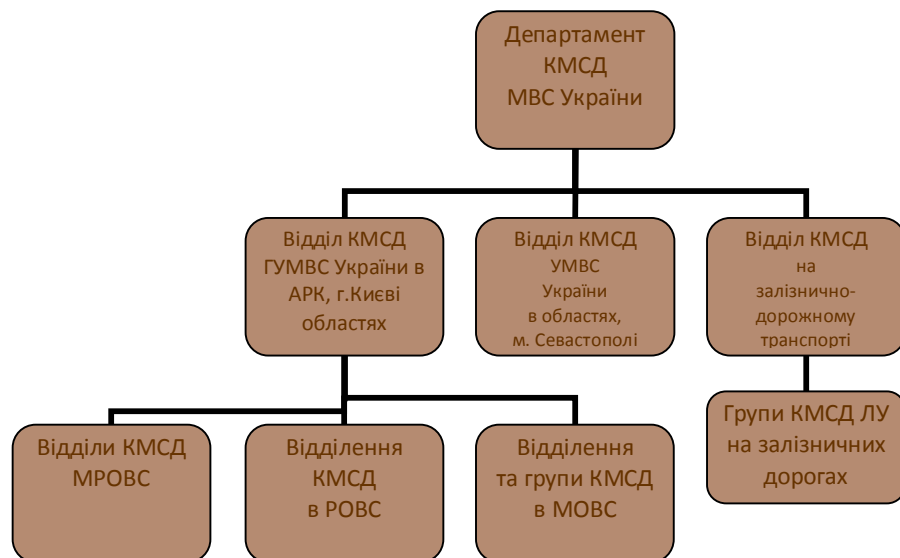 Департамент
КМСД
МВС України
Відділ КМСД
ГУМВС України в
АРК, г.Києві
областях
Відділ КМСД
УМВС
України
в областях,
м. Севастополі
Відділ КМСД
на
залізнично-
дорожному
транспорті
Відділи КМСД
МРОВС
Відділення
КМСД
в РОВС
Відділення
та групи КМСД
в МОВС
Групи КМСД ЛУ
на залізничних
дорогах